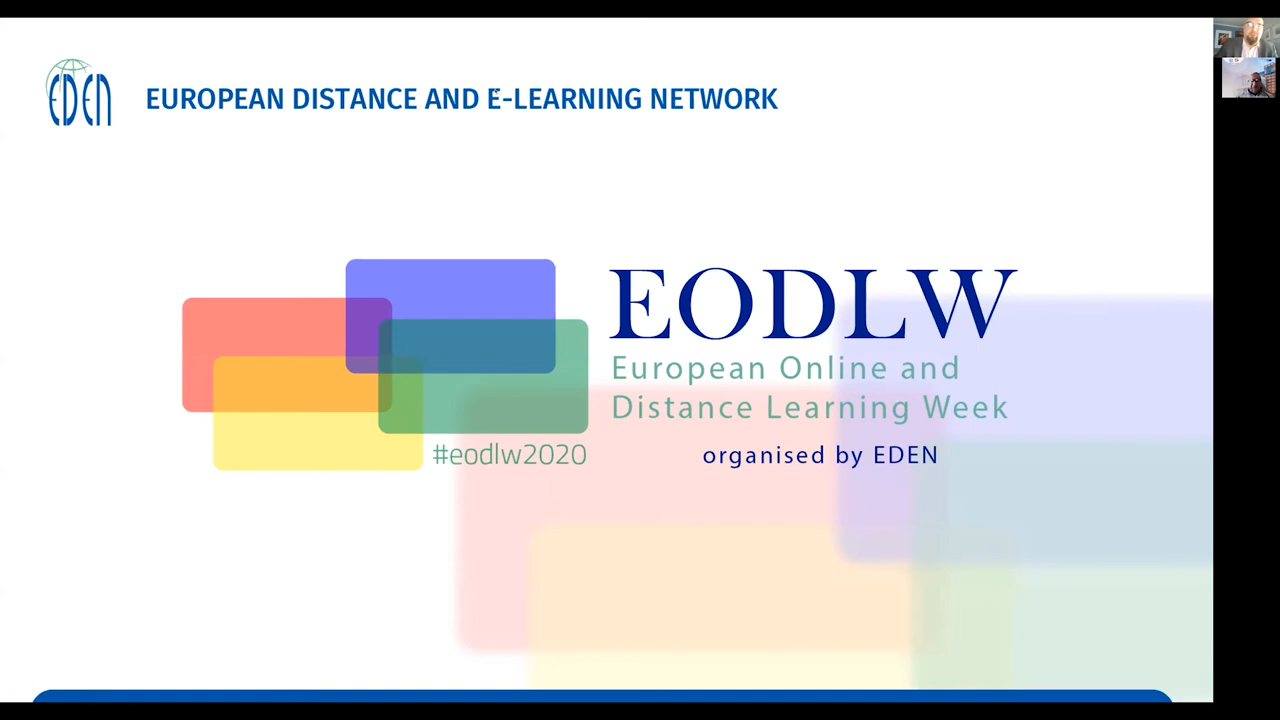 EDEN
EUROPEAN DISTANCE AND E-LEARNING NETWORK
EODLW
European Online and
Distance Learning Week
#eodlw2020
organised by EDEN